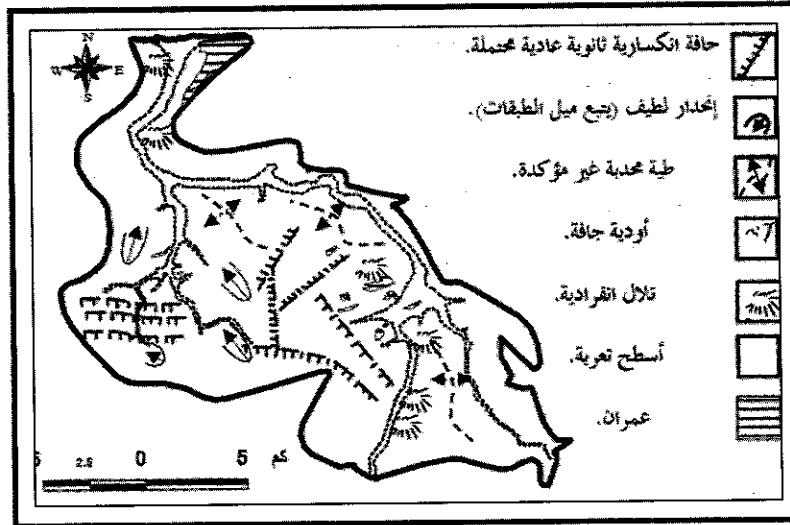 N
W E
S
حافة انكسارية ثانوية عادية محتملة.
إنحدار لطيف (يتبع ميل الطبقات).
طية محدبة غير مؤكدة.
أودية جافة.
تلال انفرادية.
أسطح تعرية.
عمران.
5 2.5 0 5 كم